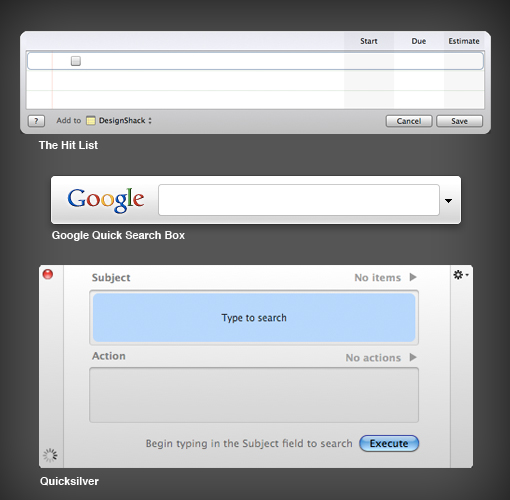 Start Due Estimate
? Add to DesignShack Cancel Save
The Hit List
Google
Google Quick Search Box
Subject No items
Type to search
Action No actions
Begin typing in the Subject field to search Execute
Quicksilver